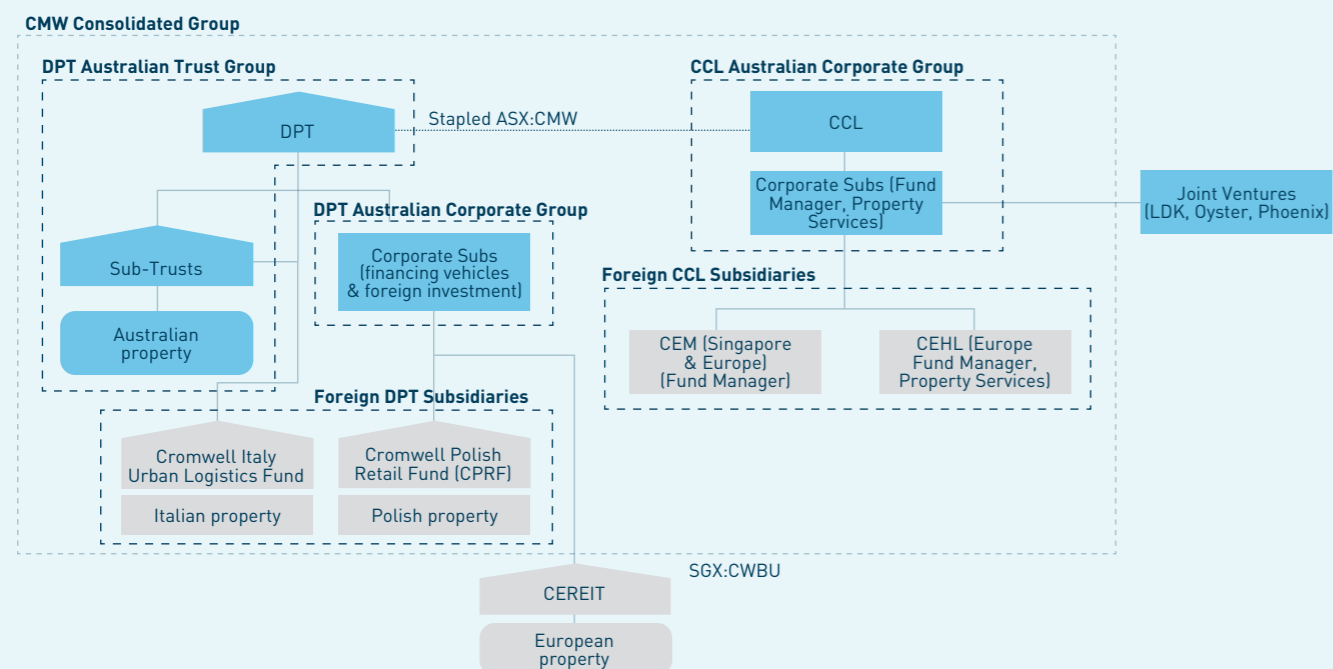 CMW Consolidated Group
DPT Australian Trust Group
CCL Australian Corporate Group
DPT
Stapled ASX:CMW
CCL
Corporate Subs (Fund
Manager, Property
Services)
Joint Ventures
(LDK, Oyster, Phoenix)
DPT Australian Corporate Group
Sub-Trusts
Corporate Subs
(financing vehicles
& foreign investment)
Foreign CCL Subsidiaries
Australian
property
CEM (Singapore
& Europe)
(Fund Manager)
CEHL (Europe
Fund Manager,
Property Services)
Foreign DPT Subsidiaries
Cromwell Italy
Urban Logistics Fund
Cromwell Polish
Retail Fund (CPRF)
Italian property
Polish property
SGX:CWBU
CEREIT
European
property